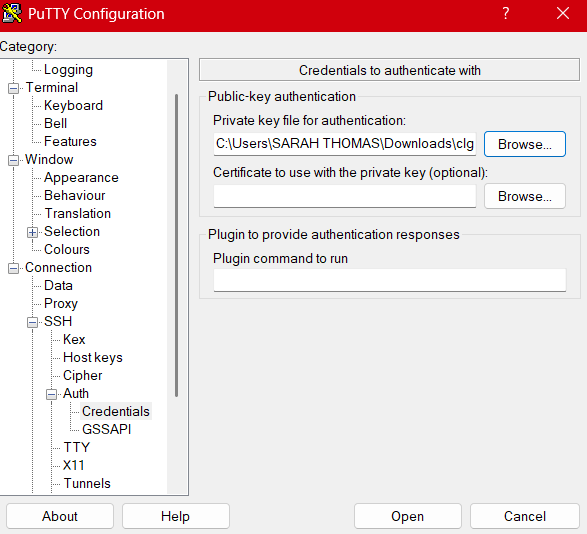 PuTTY Configuration
Category:
Logging
Terminal
Keyboard
Bell
Features
Window
Appearance
Behaviour
Translation
Selection
Colours
Connection
Data
Proxy
SSH
Kex
Host keys
Cipher
Auth
Credentials
GSSAPI
TTY
X11
Tunnels
Credentials to authenticate with
Public-key authentication
Private key file for authentication:
C:\Users\SARAH THOMAS\Downloads\clg
Browse...
Certificate to use with the private key (optional):
Browse...
Plugin to provide authentication responses
Plugin command to run
About
Help
Open
Cancel